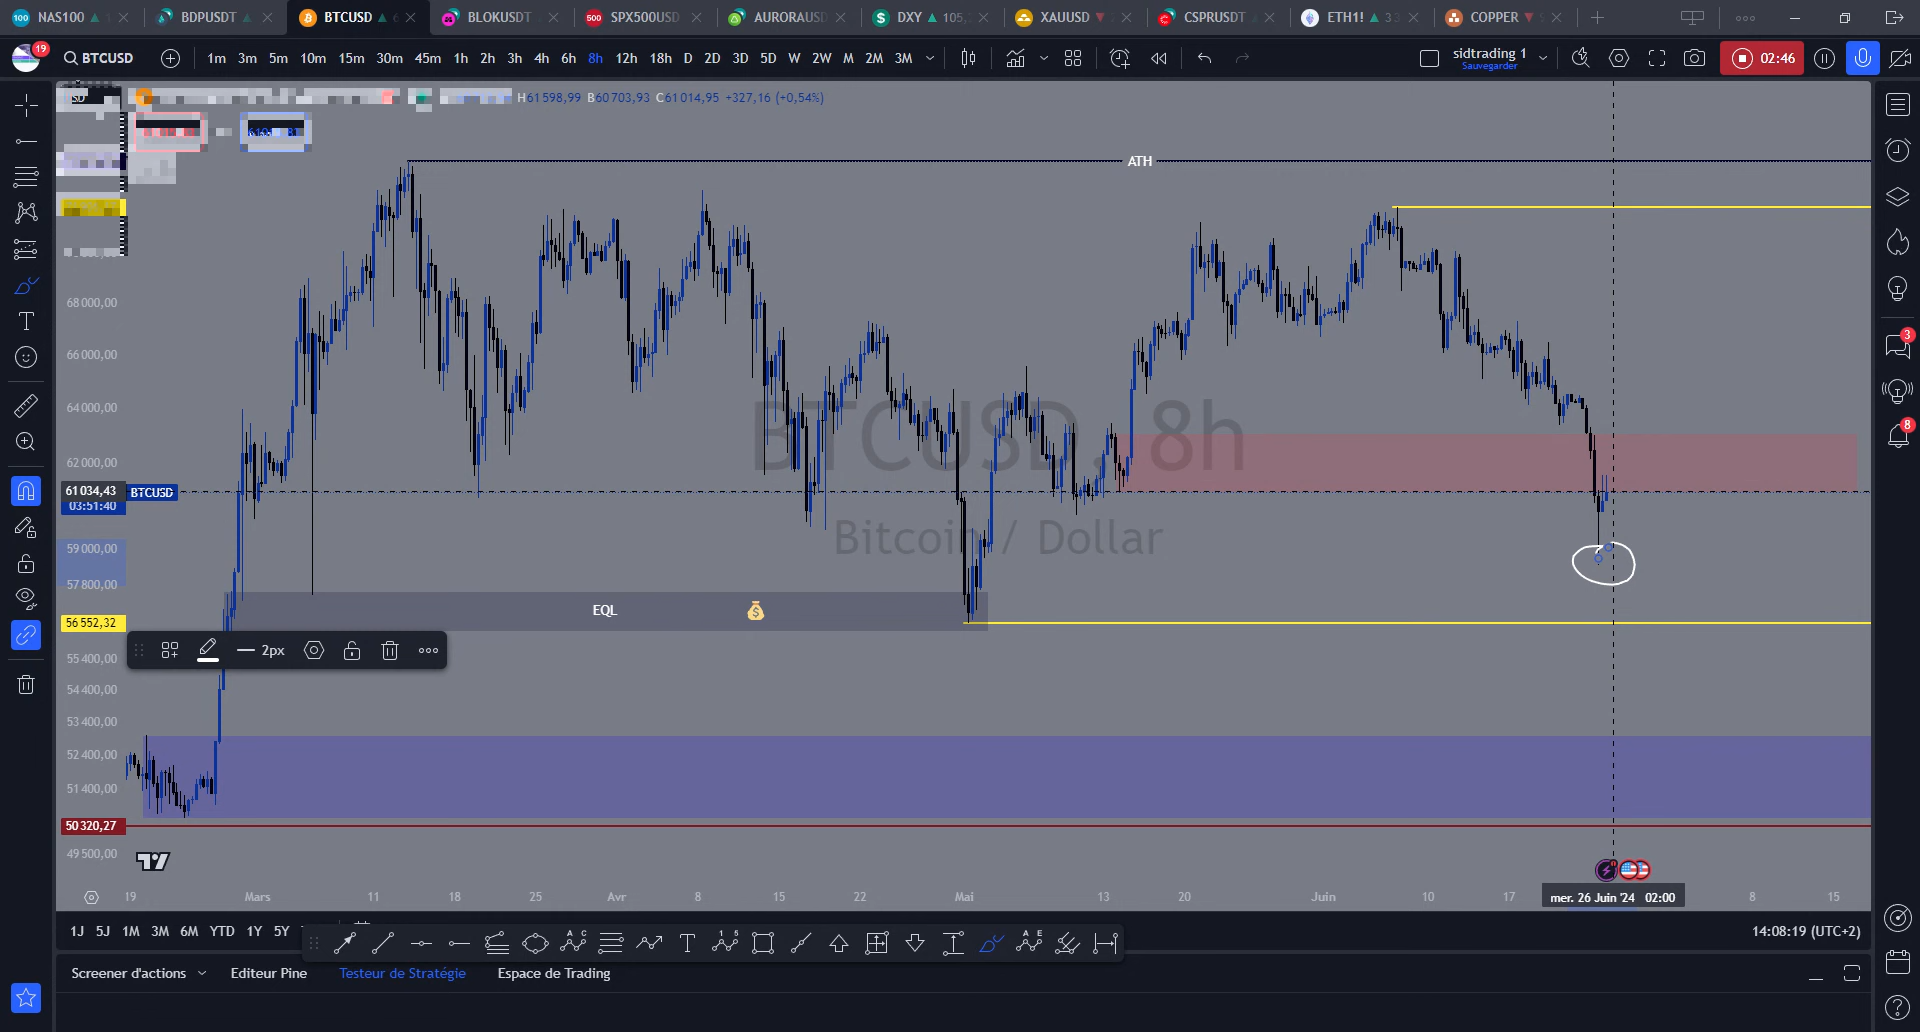 NAS100 BDPUSDT BTCUSD BLOKUSDT SPX500USD AURORAUSD DXY 105, XAUUSD CSPRUSDT ETH1! COPPER
19 BTCUSD 1m 3m 5m 10m 15m 30m 45m 1h 2h 3h 4h 6h 8h 12h 18h D 2D 3D 5D W 2W M 2M 3M sidtrading 1 02:46
Sauvegarder
H61 598,99 B60 703,93 C61 014,95 +327,16 (+0,54%)
ATH
68 000,00
66 000,00
64 000,00
62 000,00
61 034,43 BTCUSD
03:51:40
BTCUSD, 8h
Bitcoin / Dollar
59 000,00
57 800,00
EQL
56 552,32
2px
55 400,00
54 400,00
53 400,00
52 400,00
51 400,00
50 320,27
49 500,00
19 Mars 11 18 25 Avr 8 15 22 Mai 13 20 Juin 10 17 mer. 26 Juin '24 02:00 8 15
1J 5J 1M 3M 6M YTD 1Y 5Y 14:08:19 (UTC+2)
Screener d'actions Editeur Pine Testeur de Stratégie Espace de Trading
3
8